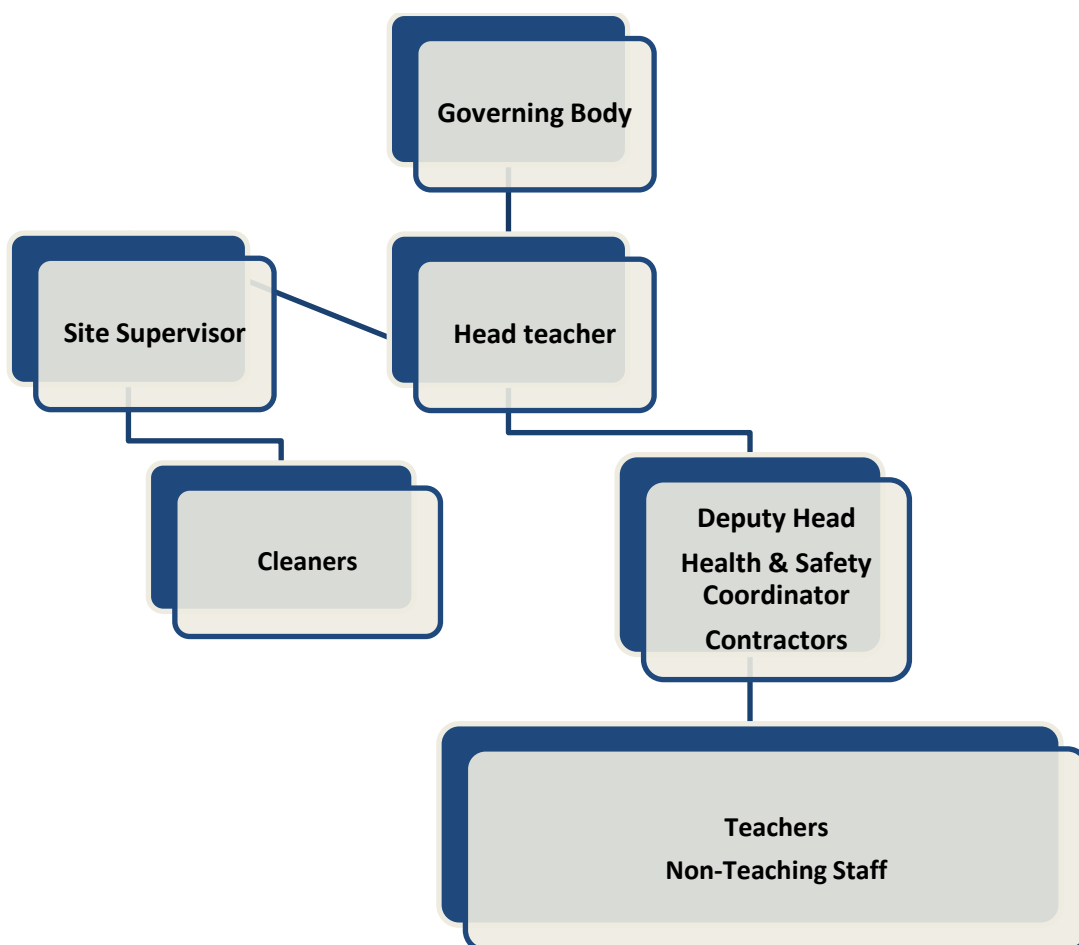 Governing Body
Site Supervisor
Head teacher
Cleaners
Deputy Head
Health & Safety
Coordinator
Contractors
Teachers
Non-Teaching Staff